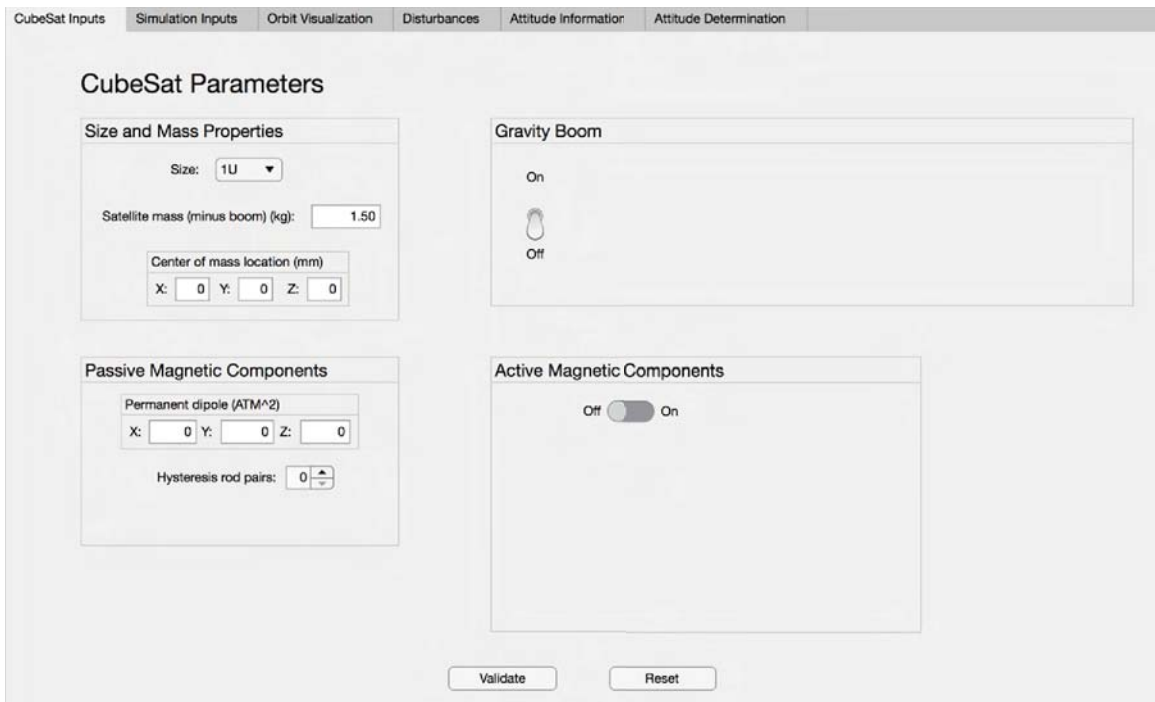 CubeSat Inputs Simulation Inputs Orbit Visualization Disturbances Attitude Information Attitude Determination
CubeSat Parameters
Size and Mass Properties
Size: 1U
Satellite mass (minus boom) (kg): 1.50
Center of mass location (mm)
X: 0 Y: 0 Z: 0
Gravity Boom
On
Off
Passive Magnetic Components
Permanent dipole (ATM^2)
X: 0 Y: 0 Z: 0
Hysteresis rod pairs: 0
Active Magnetic Components
Off On
Validate Reset